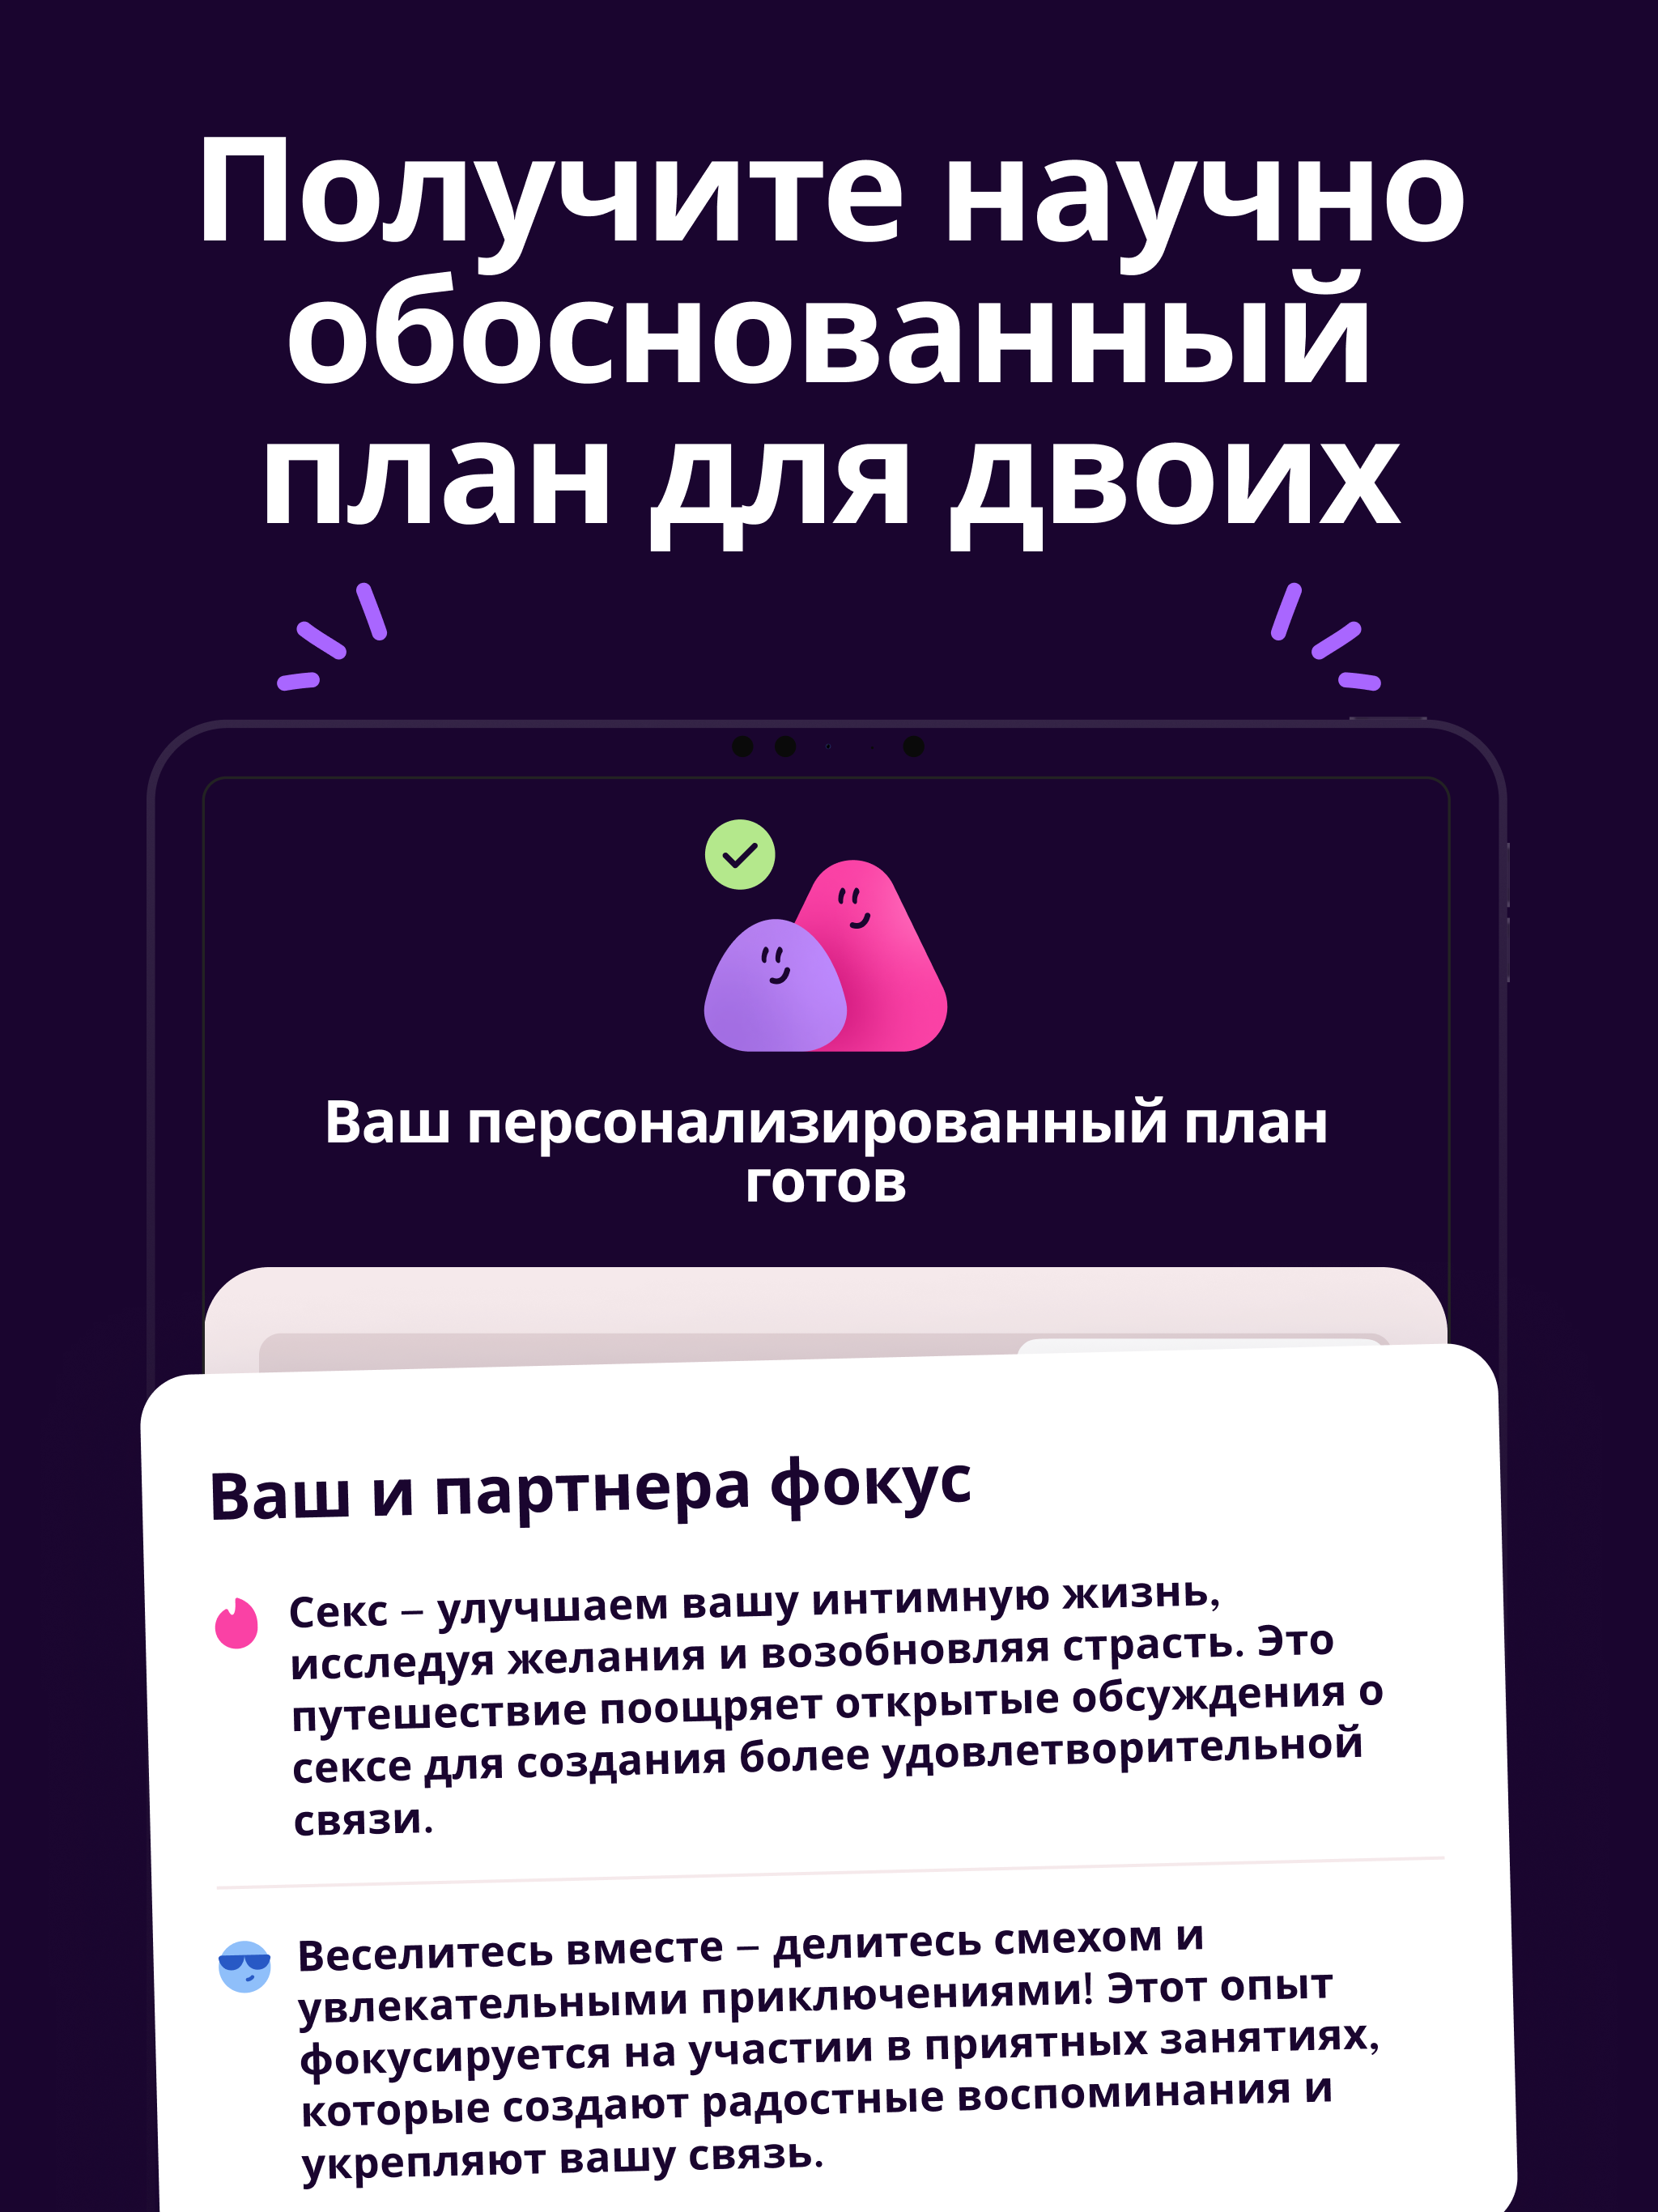 Получите научно
обоснованный
план для двоих
Ваш персонализированный план
готов
Ваш и партнера фокус
Секс – улучшаем вашу интимную жизнь,
исследуя желания и возобновляя страсть. Это
путешествие поощряет открытые обсуждения о
сексе для создания более удовлетворительной
связи.
Веселитесь вместе – делитесь смехом и
увлекательными приключениями! Этот опыт
фокусируется на участии в приятных занятиях,
которые создают радостные воспоминания и
укрепляют вашу связь.